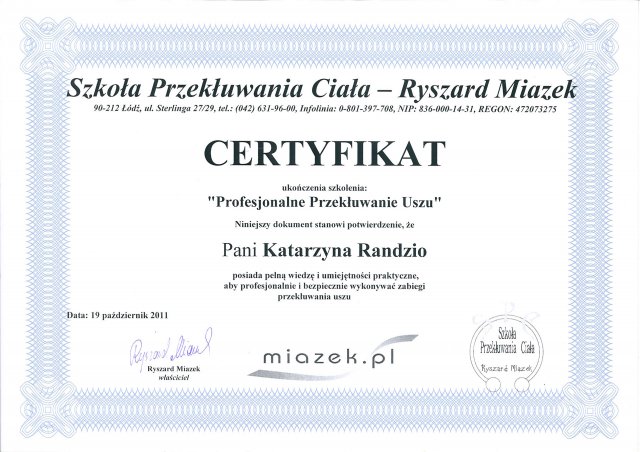 Szkoła Przekłuwania Ciała – Ryszard Miazek
90-212 Łódź, ul. Sterlinga 27/29, tel.: (042) 631-96-00, Infolinia: 0-801-397-708, NIP: 836-000-14-31, REGON: 472073275
CERTYFIKAT
ukończenia szkolenia:
"Profesjonalne Przekłuwanie Uszu"
Niniejszy dokument stanowi potwierdzenie, że
Pani Katarzyna Randzio
posiada pełną wiedzę i umiejętności praktyczne,
aby profesjonalnie i bezpiecznie wykonywać zabiegi
przekłuwania uszu
Data: 19 październik 2011
Ryszard Miazek
Ryszard Miazek
właściciel
miazek.pl
Szkoła
Przekłuwania Ciała
Ryszard Miazek